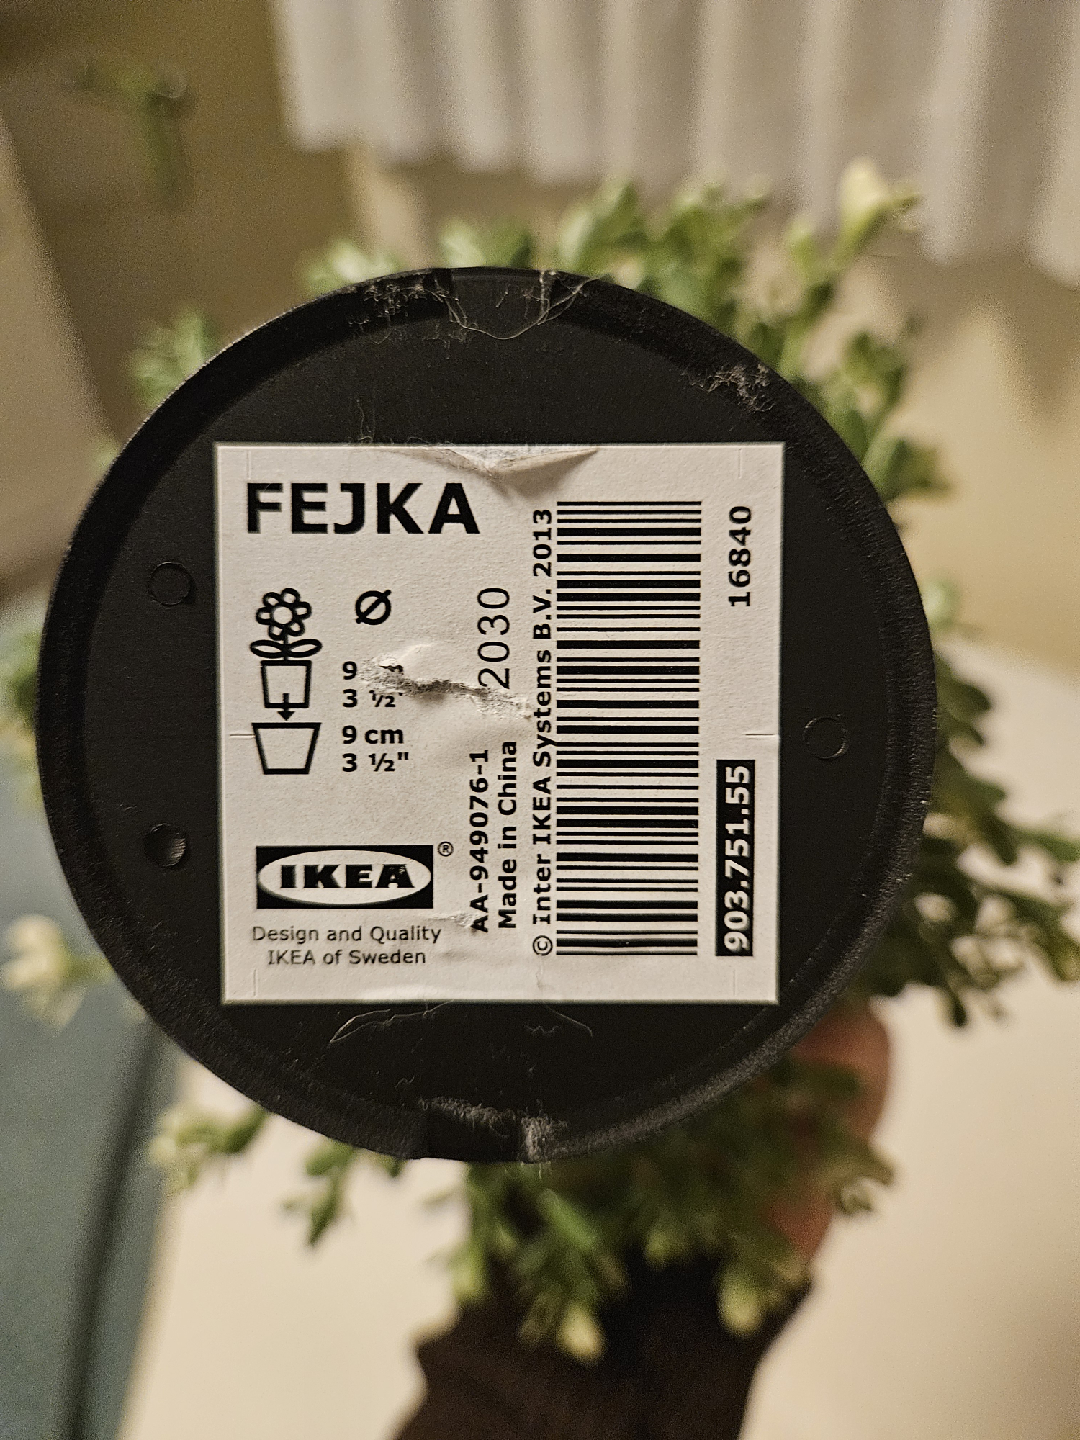 FEJKA
Ø
9
3 ½"
9 cm
3 ½"
IKEA®
Design and Quality
IKEA of Sweden
2030
AA-949076-1
Made in China
© Inter IKEA Systems B.V. 2013
16840
903.751.55